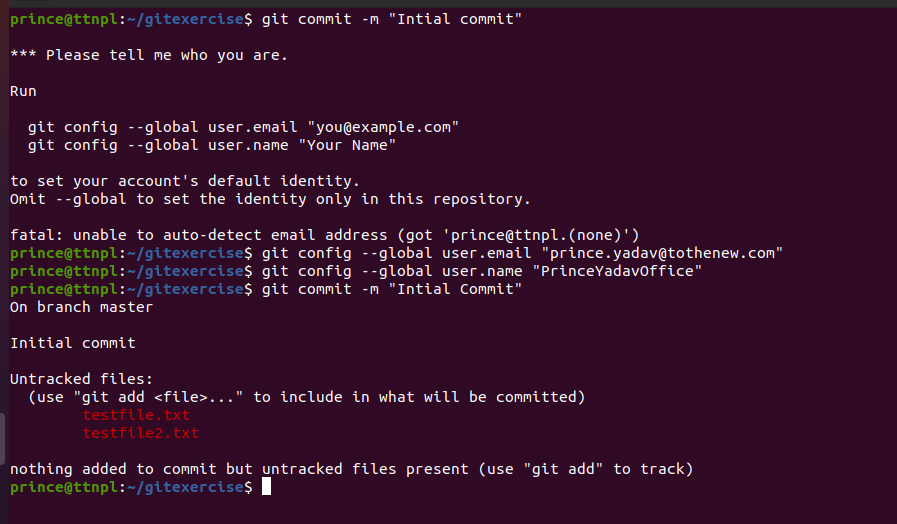 prince@ttnpl:~/gitexercise$ git commit -m "Intial commit"
*** Please tell me who you are.
Run
git config --global user.email "you@example.com"
git config --global user.name "Your Name"
to set your account's default identity.
Omit --global to set the identity only in this repository.
fatal: unable to auto-detect email address (got 'prince@ttnpl.(none)')
prince@ttnpl:~/gitexercise$ git config --global user.email "prince.yadav@tothenew.com"
prince@ttnpl:~/gitexercise$ git config --global user.name "PrinceYadavOffice"
prince@ttnpl:~/gitexercise$ git commit -m "Intial Commit"
On branch master
Initial commit
Untracked files:
(use "git add <file>..." to include in what will be committed)
testfile.txt
testfile2.txt
nothing added to commit but untracked files present (use "git add" to track)
prince@ttnpl:~/gitexercise$